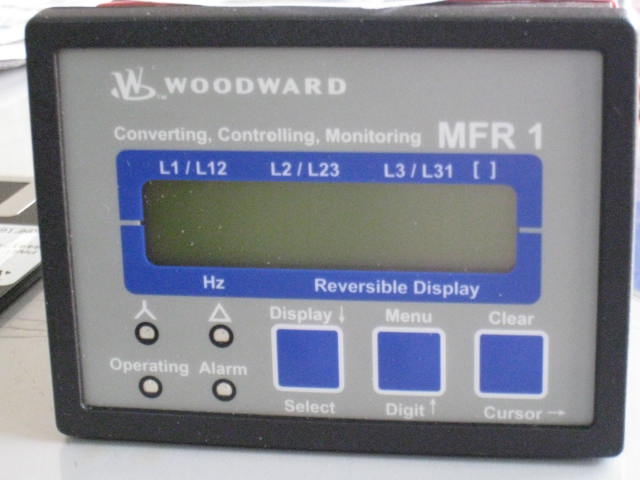 WOODWARD
Converting, Controlling, Monitoring MFR 1
L1 / L12 L2 / L23 L3 / L31 [ ]
Hz Reversible Display
Display ↓ Menu Clear
Operating Alarm
Select Digit ↑ Cursor →